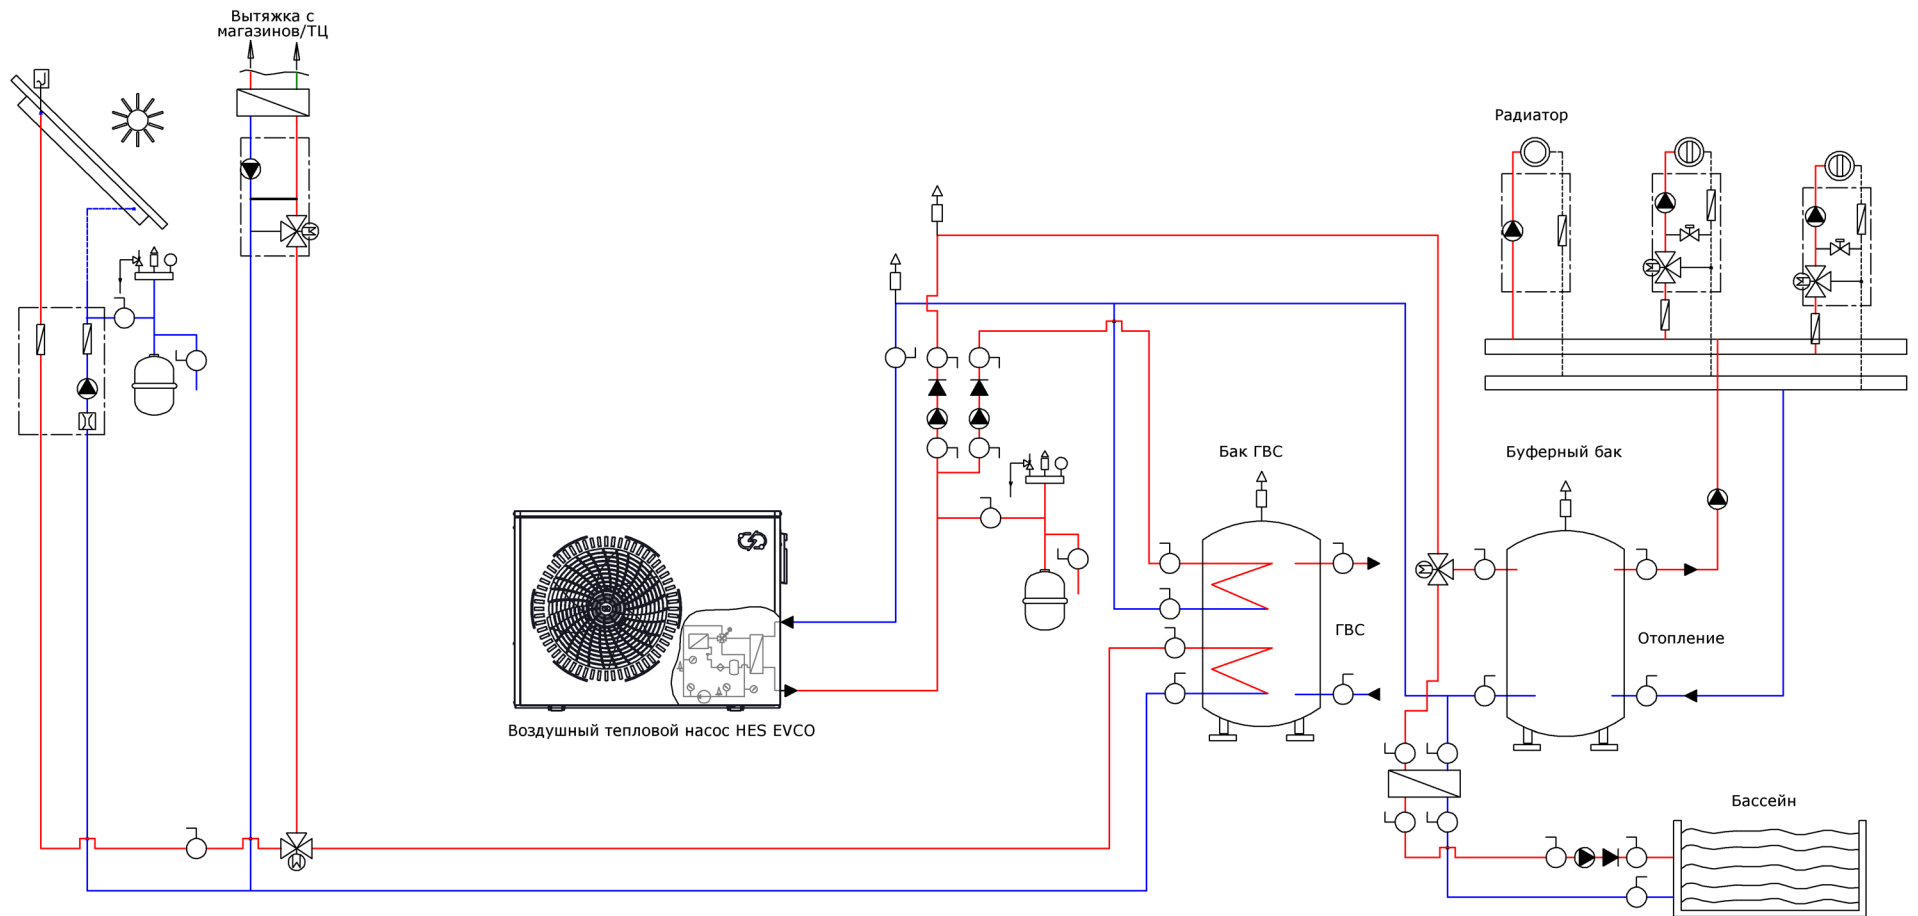 Вытяжка с
магазинов/ТЦ
Радиатор
Бак ГВС
Буферный бак
ГВС
Отопление
Воздушный тепловой насос HES EVCO
Бассейн